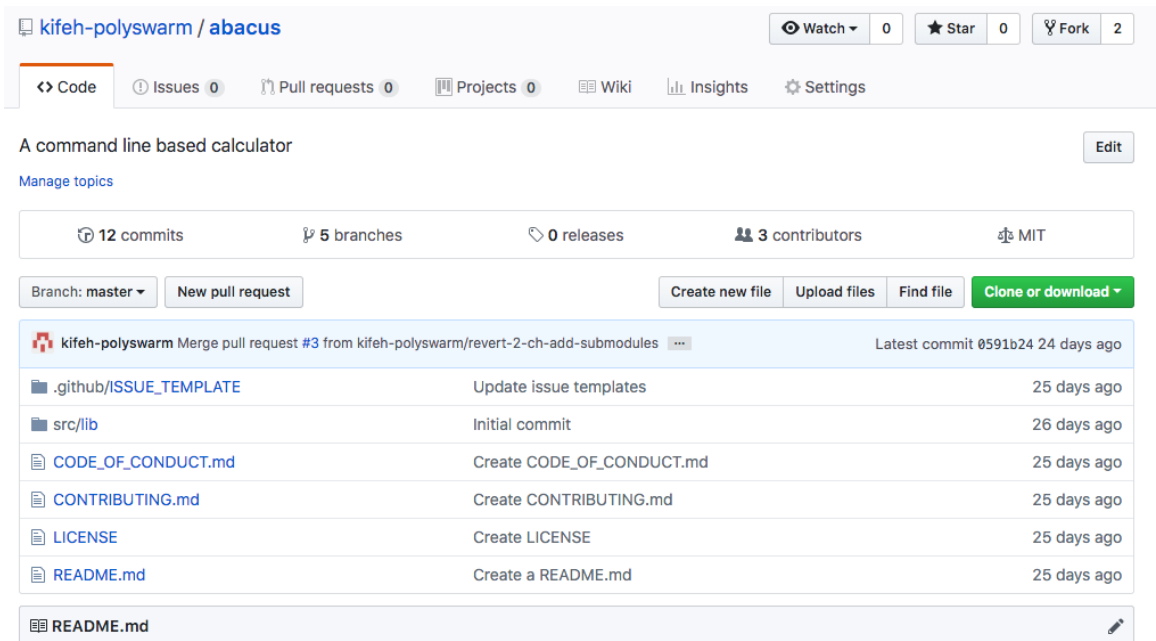 kifeh-polyswarm / abacus Watch 0 Star 0 Fork 2
Code Issues 0 Pull requests 0 Projects 0 Wiki Insights Settings
A command line based calculator Edit
Manage topics
12 commits 5 branches 0 releases 3 contributors MIT
Branch: master New pull request Create new file Upload files Find file Clone or download
kifeh-polyswarm Merge pull request #3 from kifeh-polyswarm/revert-2-ch-add-submodules ... Latest commit 0591b24 24 days ago
.github/ISSUE_TEMPLATE Update issue templates 25 days ago
src/lib Initial commit 26 days ago
CODE_OF_CONDUCT.md Create CODE_OF_CONDUCT.md 25 days ago
CONTRIBUTING.md Create CONTRIBUTING.md 25 days ago
LICENSE Create LICENSE 25 days ago
README.md Create a README.md 25 days ago
README.md